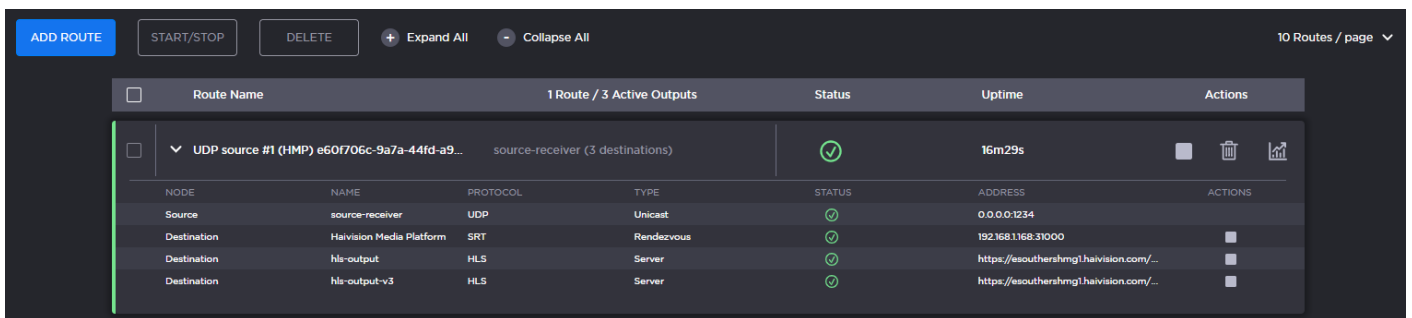 ADD ROUTE START/STOP DELETE + Expand All - Collapse All 10 Routes / page
Route Name 1 Route / 3 Active Outputs Status Uptime Actions
UDP source #1 (HMP) e60f706c-9a7a-44fd-a9... source-receiver (3 destinations) 16m29s
NODE NAME PROTOCOL TYPE STATUS ADDRESS ACTIONS
Source source-receiver UDP Unicast 0.0.0.0:1234
Destination Haivision Media Platform SRT Rendezvous 192.168.1.168:31000
Destination hls-output HLS Server https://esouthershmg1.haivision.com/...
Destination hls-output-v3 HLS Server https://esouthershmg1.haivision.com/...